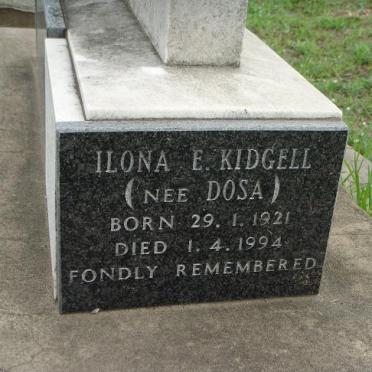 ILONA E. KIDGELL
(NEE DOSA)
BORN 29. 1. 1921
DIED 1. 4. 1994
FONDLY REMEMBERED